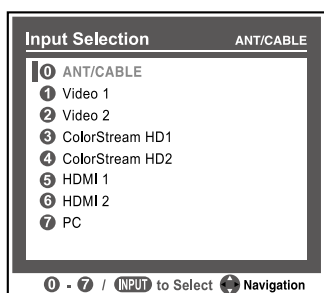 Input Selection ANT/CABLE
0 ANT/CABLE
1 Video 1
2 Video 2
3 ColorStream HD1
4 ColorStream HD2
5 HDMI 1
6 HDMI 2
7 PC
0 - 7 / INPUT to Select Navigation